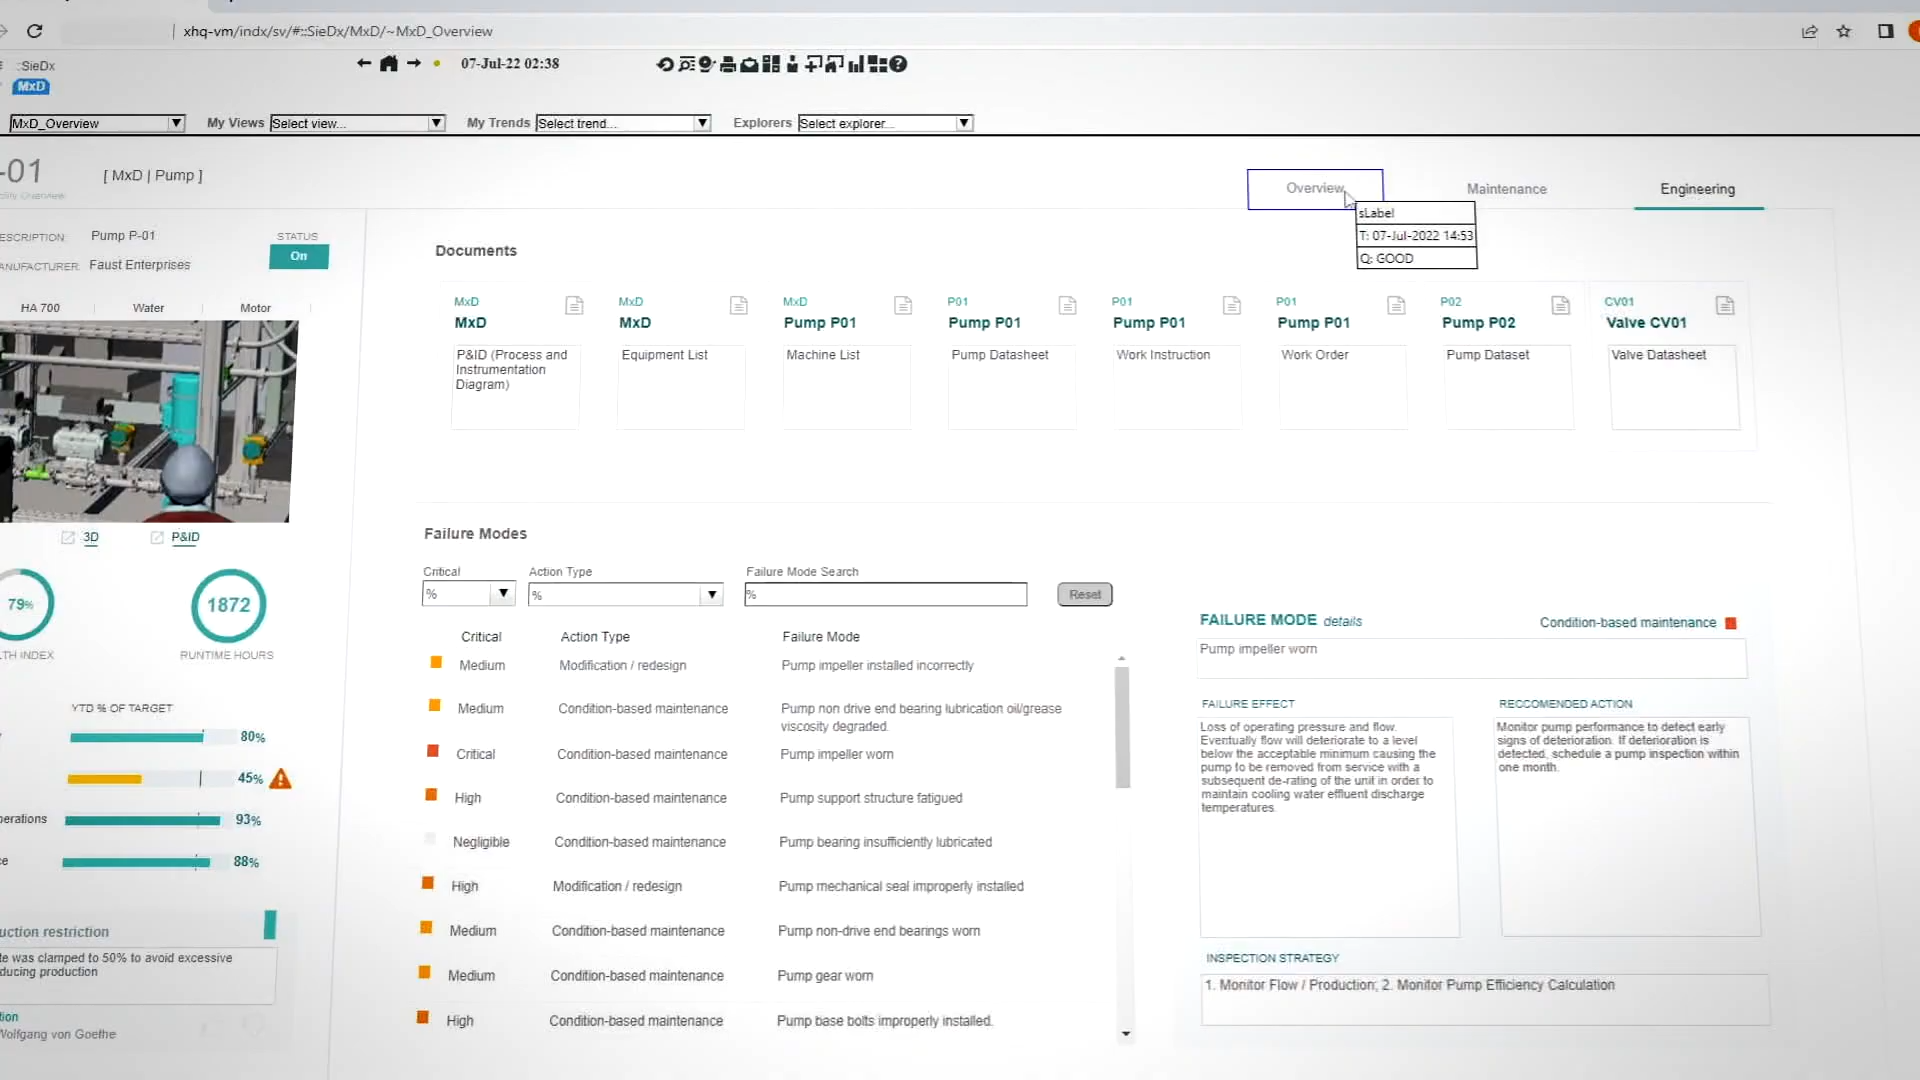 xhq-vm/indx/sv/#::SieDx/MxD/~MxD_Overview
::SieDx
07-Jul-22 02:38
MxD
MxD_Overview
My Views Select view...
My Trends Select trend...
Explorers Select explorer...
-01
[ MxD | Pump ]
Overview
Maintenance
Engineering
sLabel
T: 07-Jul-2022 14:53
Q: GOOD
ESCRIPTION: Pump P-01
STATUS
On
ANUFACTURER: Faust Enterprises
HA 700
Water
Motor
3D
P&ID
79%
1872
LTH INDEX
RUNTIME HOURS
YTD % OF TARGET
80%
45%
perations 93%
ce 88%
uction restriction
te was clamped to 50% to avoid excessive
ducing production
tion
Wolfgang von Goethe
Documents
MxD
MxD
P&ID (Process and
Instrumentation
Diagram)
MxD
MxD
Equipment List
MxD
Pump P01
Machine List
P01
Pump P01
Pump Datasheet
P01
Pump P01
Work Instruction
P01
Pump P01
Work Order
P02
Pump P02
Pump Dataset
CV01
Valve CV01
Valve Datasheet
Failure Modes
Critical
%
Action Type
%
Failure Mode Search
%
Reset
Critical Action Type Failure Mode
Medium Modification / redesign Pump impeller installed incorrectly
Medium Condition-based maintenance Pump non drive end bearing lubrication oil/grease
viscosity degraded.
Critical Condition-based maintenance Pump impeller worn
High Condition-based maintenance Pump support structure fatigued
Negligible Condition-based maintenance Pump bearing insufficiently lubricated
High Modification / redesign Pump mechanical seal improperly installed
Medium Condition-based maintenance Pump non-drive end bearings worn
Medium Condition-based maintenance Pump gear worn
High Condition-based maintenance Pump base bolts improperly installed.
FAILURE MODE details
Condition-based maintenance
Pump impeller worn
FAILURE EFFECT
Loss of operating pressure and flow.
Eventually flow will deteriorate to a level
below the acceptable minimum causing the
pump to be removed from service with a
subsequent de-rating of the unit in order to
maintain cooling water effluent discharge
temperatures.
RECCOMENDED ACTION
Monitor pump performance to detect early
signs of deterioration. If deterioration is
detected, schedule a pump inspection within
one month.
INSPECTION STRATEGY
1. Monitor Flow / Production; 2. Monitor Pump Efficiency Calculation